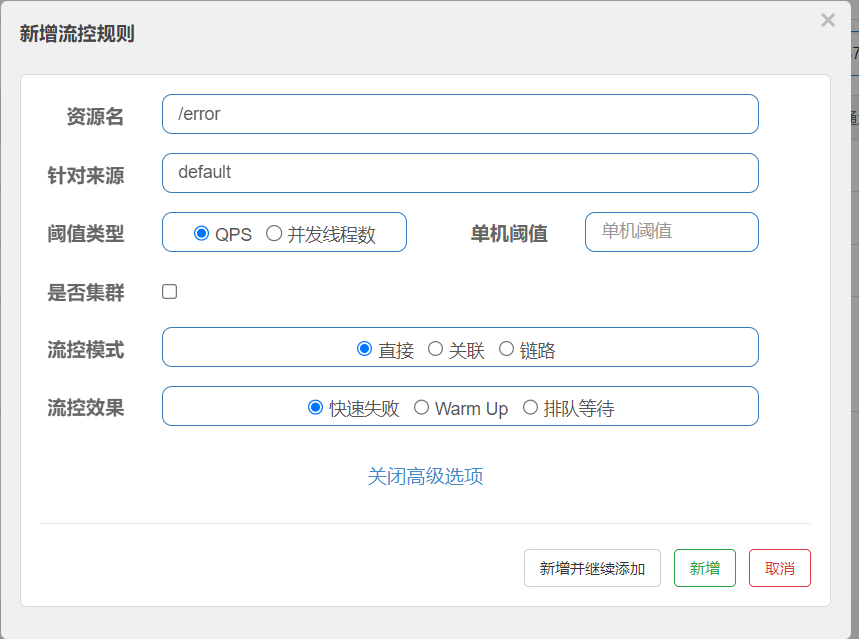 新增流控规则
×
资源名 /error
针对来源 default
阈值类型 QPS 并发线程数 单机阈值 单机阈值
是否集群
流控模式 直接 关联 链路
流控效果 快速失败 Warm Up 排队等待
关闭高级选项
新增并继续添加 新增 取消